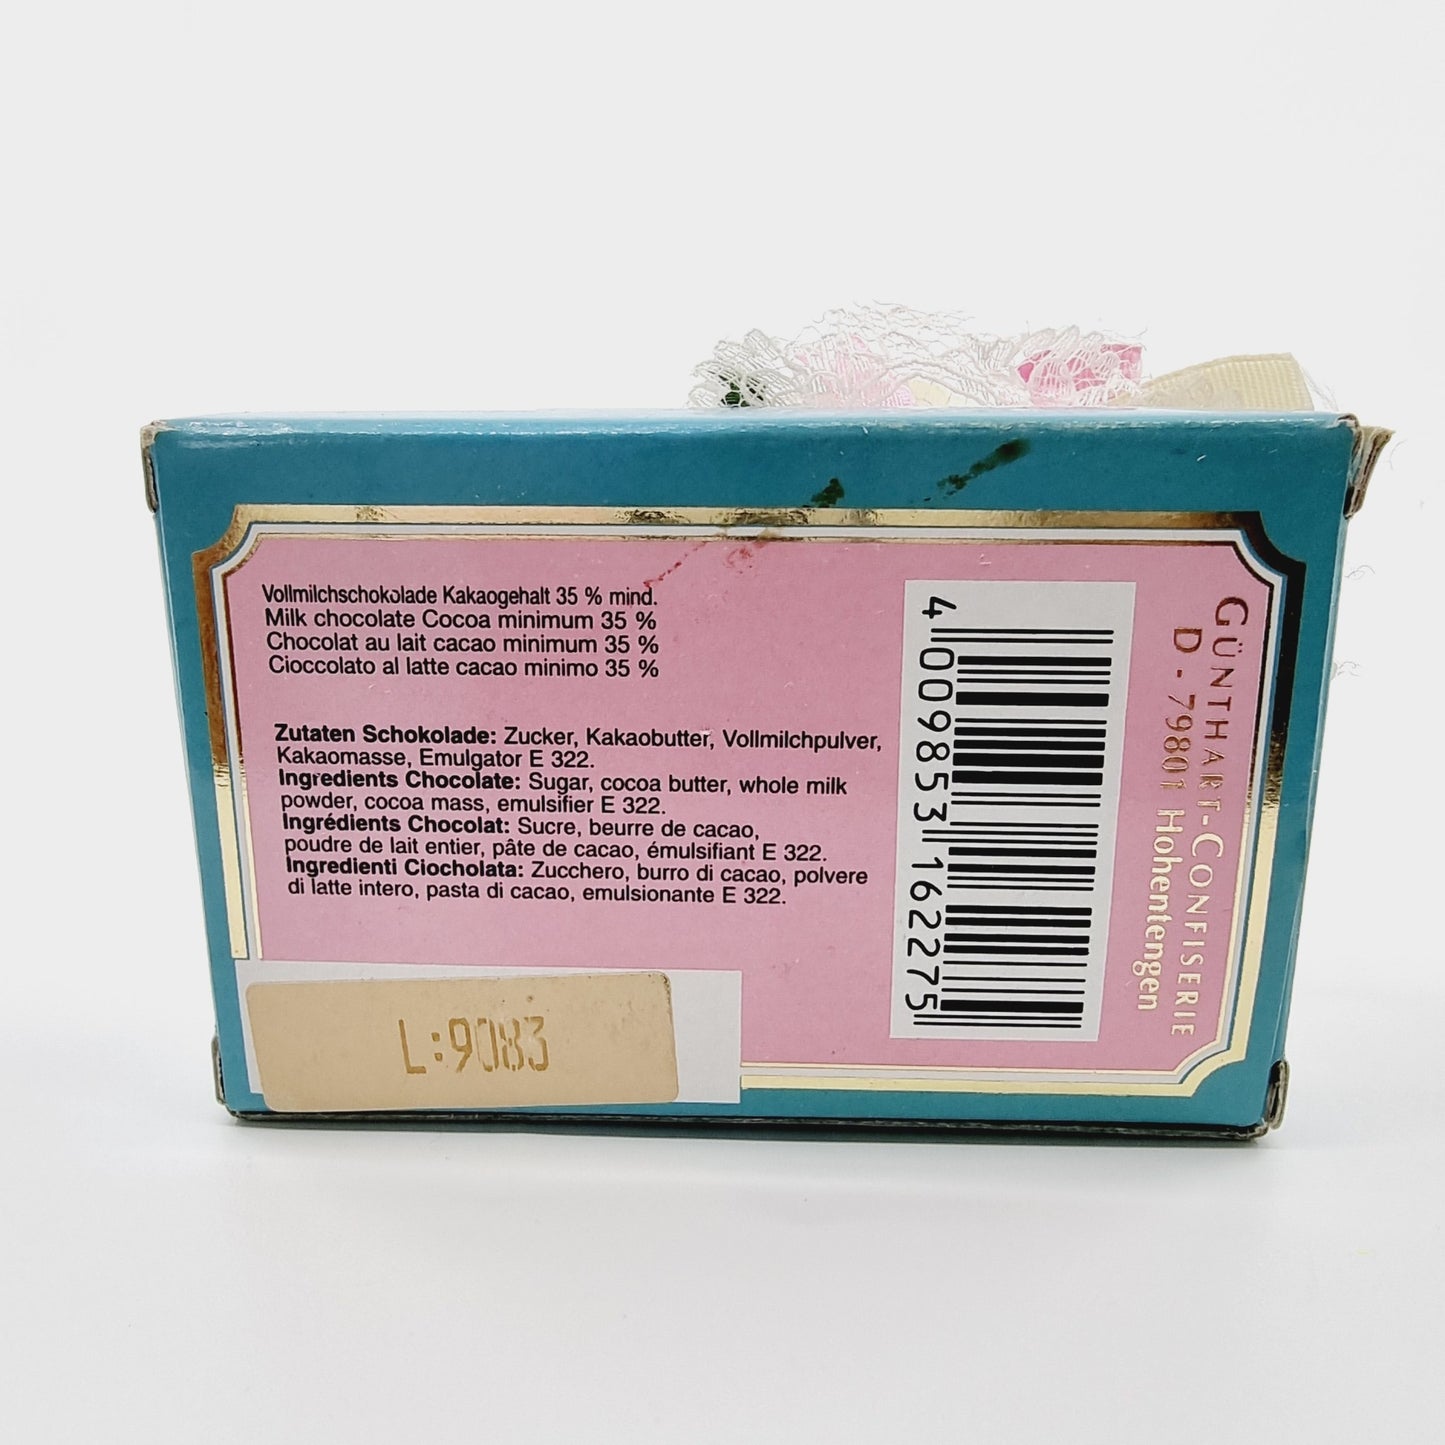 Vollmilchschokolade Kakaogehalt 35 % mind.
Milk chocolate Cocoa minimum 35 %
Chocolat au lait cacao minimum 35 %
Cioccolato al latte cacao minimo 35 %
Zutaten Schokolade: Zucker, Kakaobutter, Vollmilchpulver,
Kakaomasse, Emulgator E 322.
Ingredients Chocolate: Sugar, cocoa butter, whole milk
powder, cocoa mass, emulsifier E 322.
Ingrédients Chocolat: Sucre, beurre de cacao,
poudre de lait entier, pâte de cacao, émulsifiant E 322.
Ingredienti Ciocholata: Zucchero, burro di cacao, polvere
di latte intero, pasta di cacao, emulsionante E 322.
L:9083
4 009853 162275
GÜNTHART-CONFISERIE
D - 79801 Hohentengen